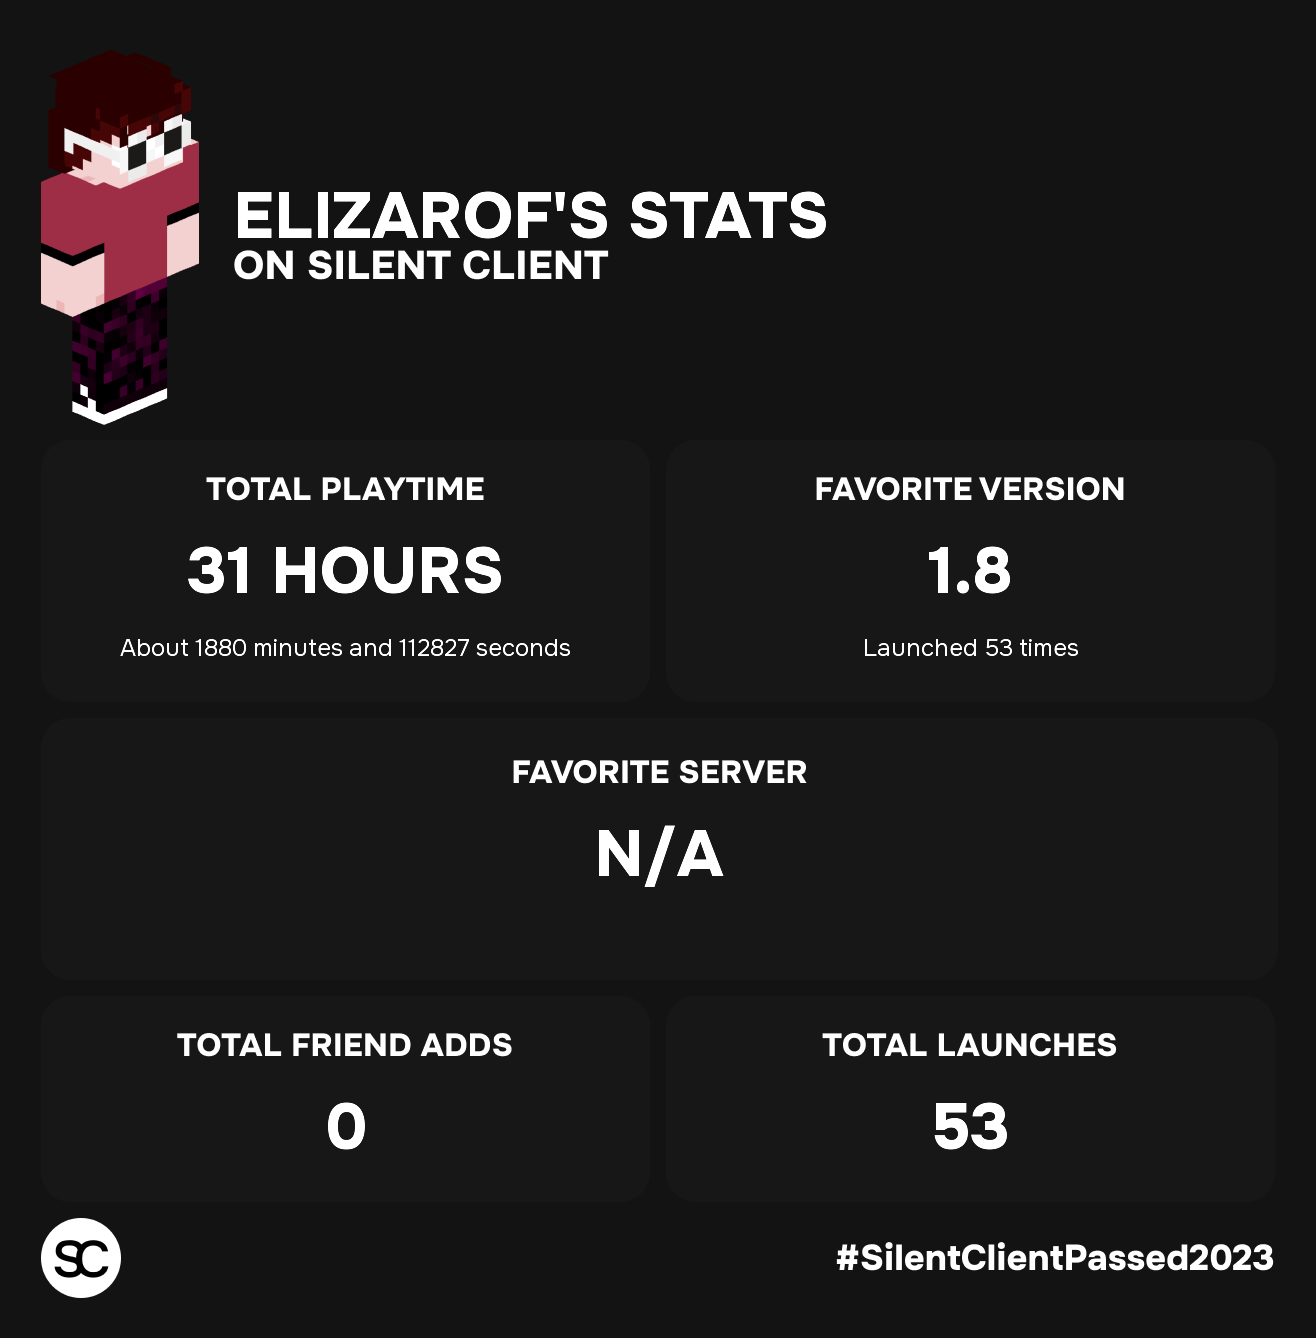 ELIZAROF'S STATS
ON SILENT CLIENT
TOTAL PLAYTIME
31 HOURS
About 1880 minutes and 112827 seconds
FAVORITE VERSION
1.8
Launched 53 times
FAVORITE SERVER
N/A
TOTAL FRIEND ADDS
0
TOTAL LAUNCHES
53
SC
#SilentClientPassed2023